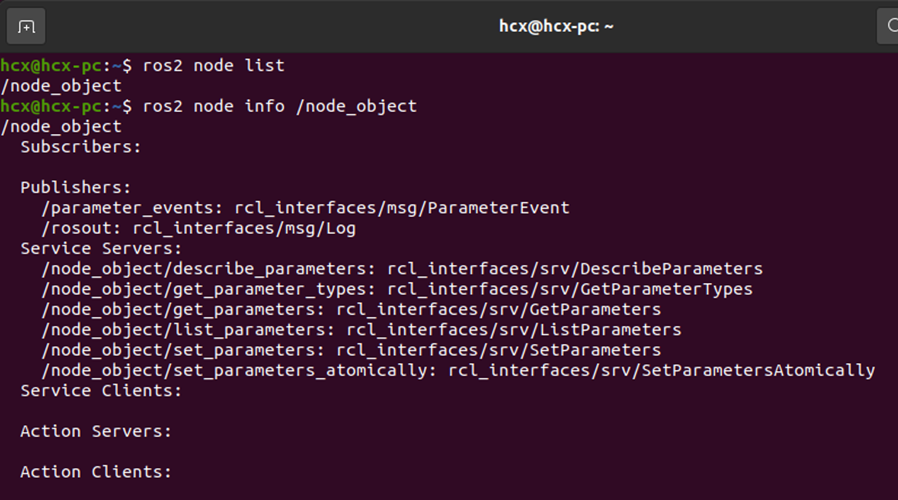 hcx@hcx-pc: ~
hcx@hcx-pc:~$ ros2 node list
/node_object
hcx@hcx-pc:~$ ros2 node info /node_object
/node_object
  Subscribers:

  Publishers:
    /parameter_events: rcl_interfaces/msg/ParameterEvent
    /rosout: rcl_interfaces/msg/Log
  Service Servers:
    /node_object/describe_parameters: rcl_interfaces/srv/DescribeParameters
    /node_object/get_parameter_types: rcl_interfaces/srv/GetParameterTypes
    /node_object/get_parameters: rcl_interfaces/srv/GetParameters
    /node_object/list_parameters: rcl_interfaces/srv/ListParameters
    /node_object/set_parameters: rcl_interfaces/srv/SetParameters
    /node_object/set_parameters_atomically: rcl_interfaces/srv/SetParametersAtomically
  Service Clients:

  Action Servers:

  Action Clients: